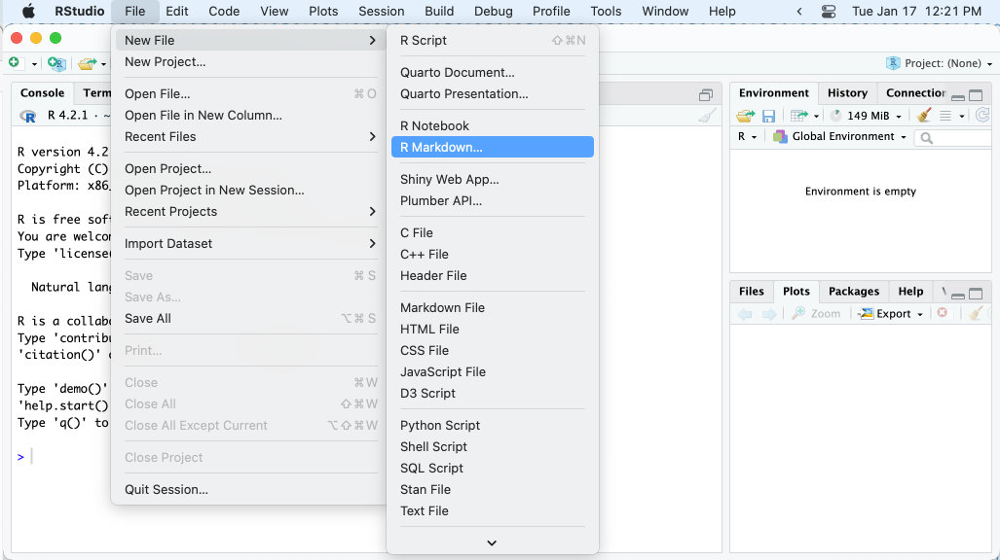 RStudio File Edit Code View Plots Session Build Debug Profile Tools Window Help Tue Jan 17 12:21 PM
Project: (None)
Console Term
R 4.2.1 · ~
R version 4.2
Copyright (C)
Platform: x86_
R is free soft
You are welcom
Type 'license(
Natural lang
R is a collabo
Type 'contribu
'citation()' o
Type 'demo()'
'help.start()
Type 'q()' to
>
New File
New Project...
Open File... ⌘ O
Open File in New Column...
Recent Files
Open Project...
Open Project in New Session...
Recent Projects
Import Dataset
Save ⌘ S
Save As...
Save All ⌥⌘ S
Print...
Close ⌘W
Close All ⇧⌘W
Close All Except Current ⌥⇧⌘W
Close Project
Quit Session...
R Script ⇧⌘N
Quarto Document...
Quarto Presentation...
R Notebook
R Markdown...
Shiny Web App...
Plumber API...
C File
C++ File
Header File
Markdown File
HTML File
CSS File
JavaScript File
D3 Script
Python Script
Shell Script
SQL Script
Stan File
Text File
Environment History Connection
149 MiB
R Global Environment
Environment is empty
Files Plots Packages Help
Zoom Export